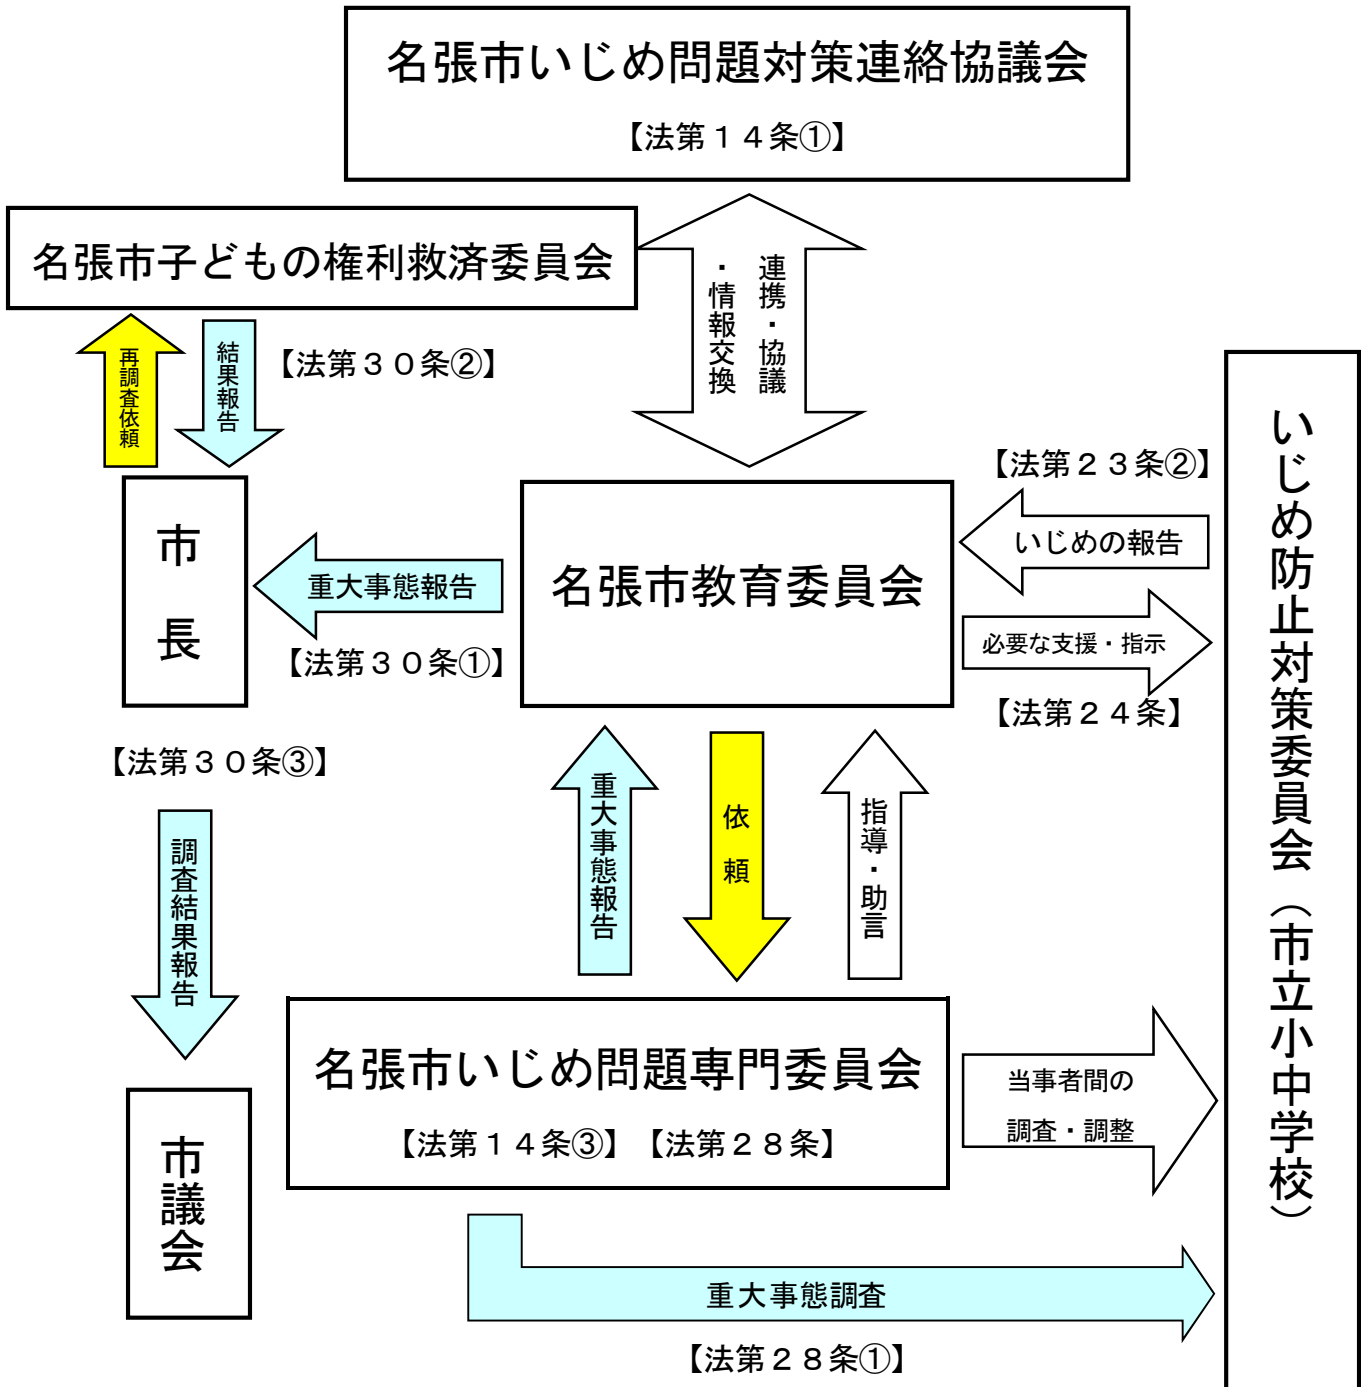 名張市いじめ問題対策連絡協議会
【法第１４条①】
名張市子どもの権利救済委員会
連携・協議
・情報交換
再調査依頼
結果報告
【法第３０条②】
【法第２３条②】
いじめの報告
市長
重大事態報告
名張市教育委員会
必要な支援・指示
【法第３０条①】
【法第２４条】
いじめ防止対策委員会（市立小中学校）
【法第３０条③】
重大事態報告
依頼
指導・助言
調査結果報告
名張市いじめ問題専門委員会
【法第１４条③】【法第２８条】
当事者間の
調査・調整
市議会
重大事態調査
【法第２８条①】